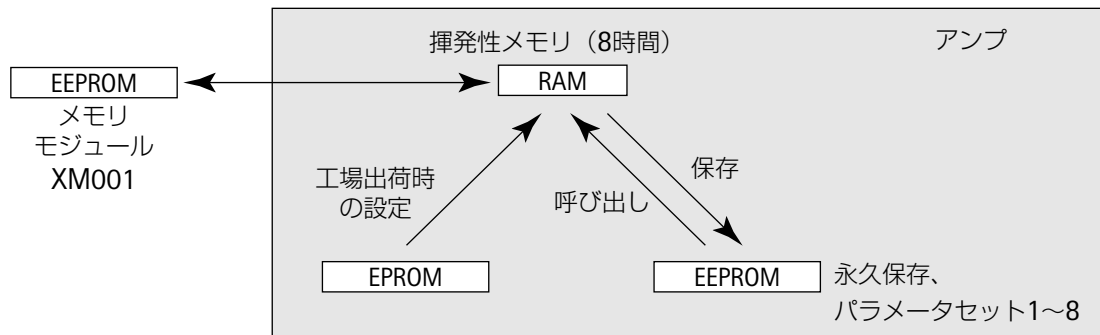 揮発性メモリ（8時間）
アンプ
EEPROM
RAM
メモリ
モジュール
XM001
工場出荷時
の設定
保存
呼び出し
EPROM
EEPROM
永久保存、
パラメータセット1～8